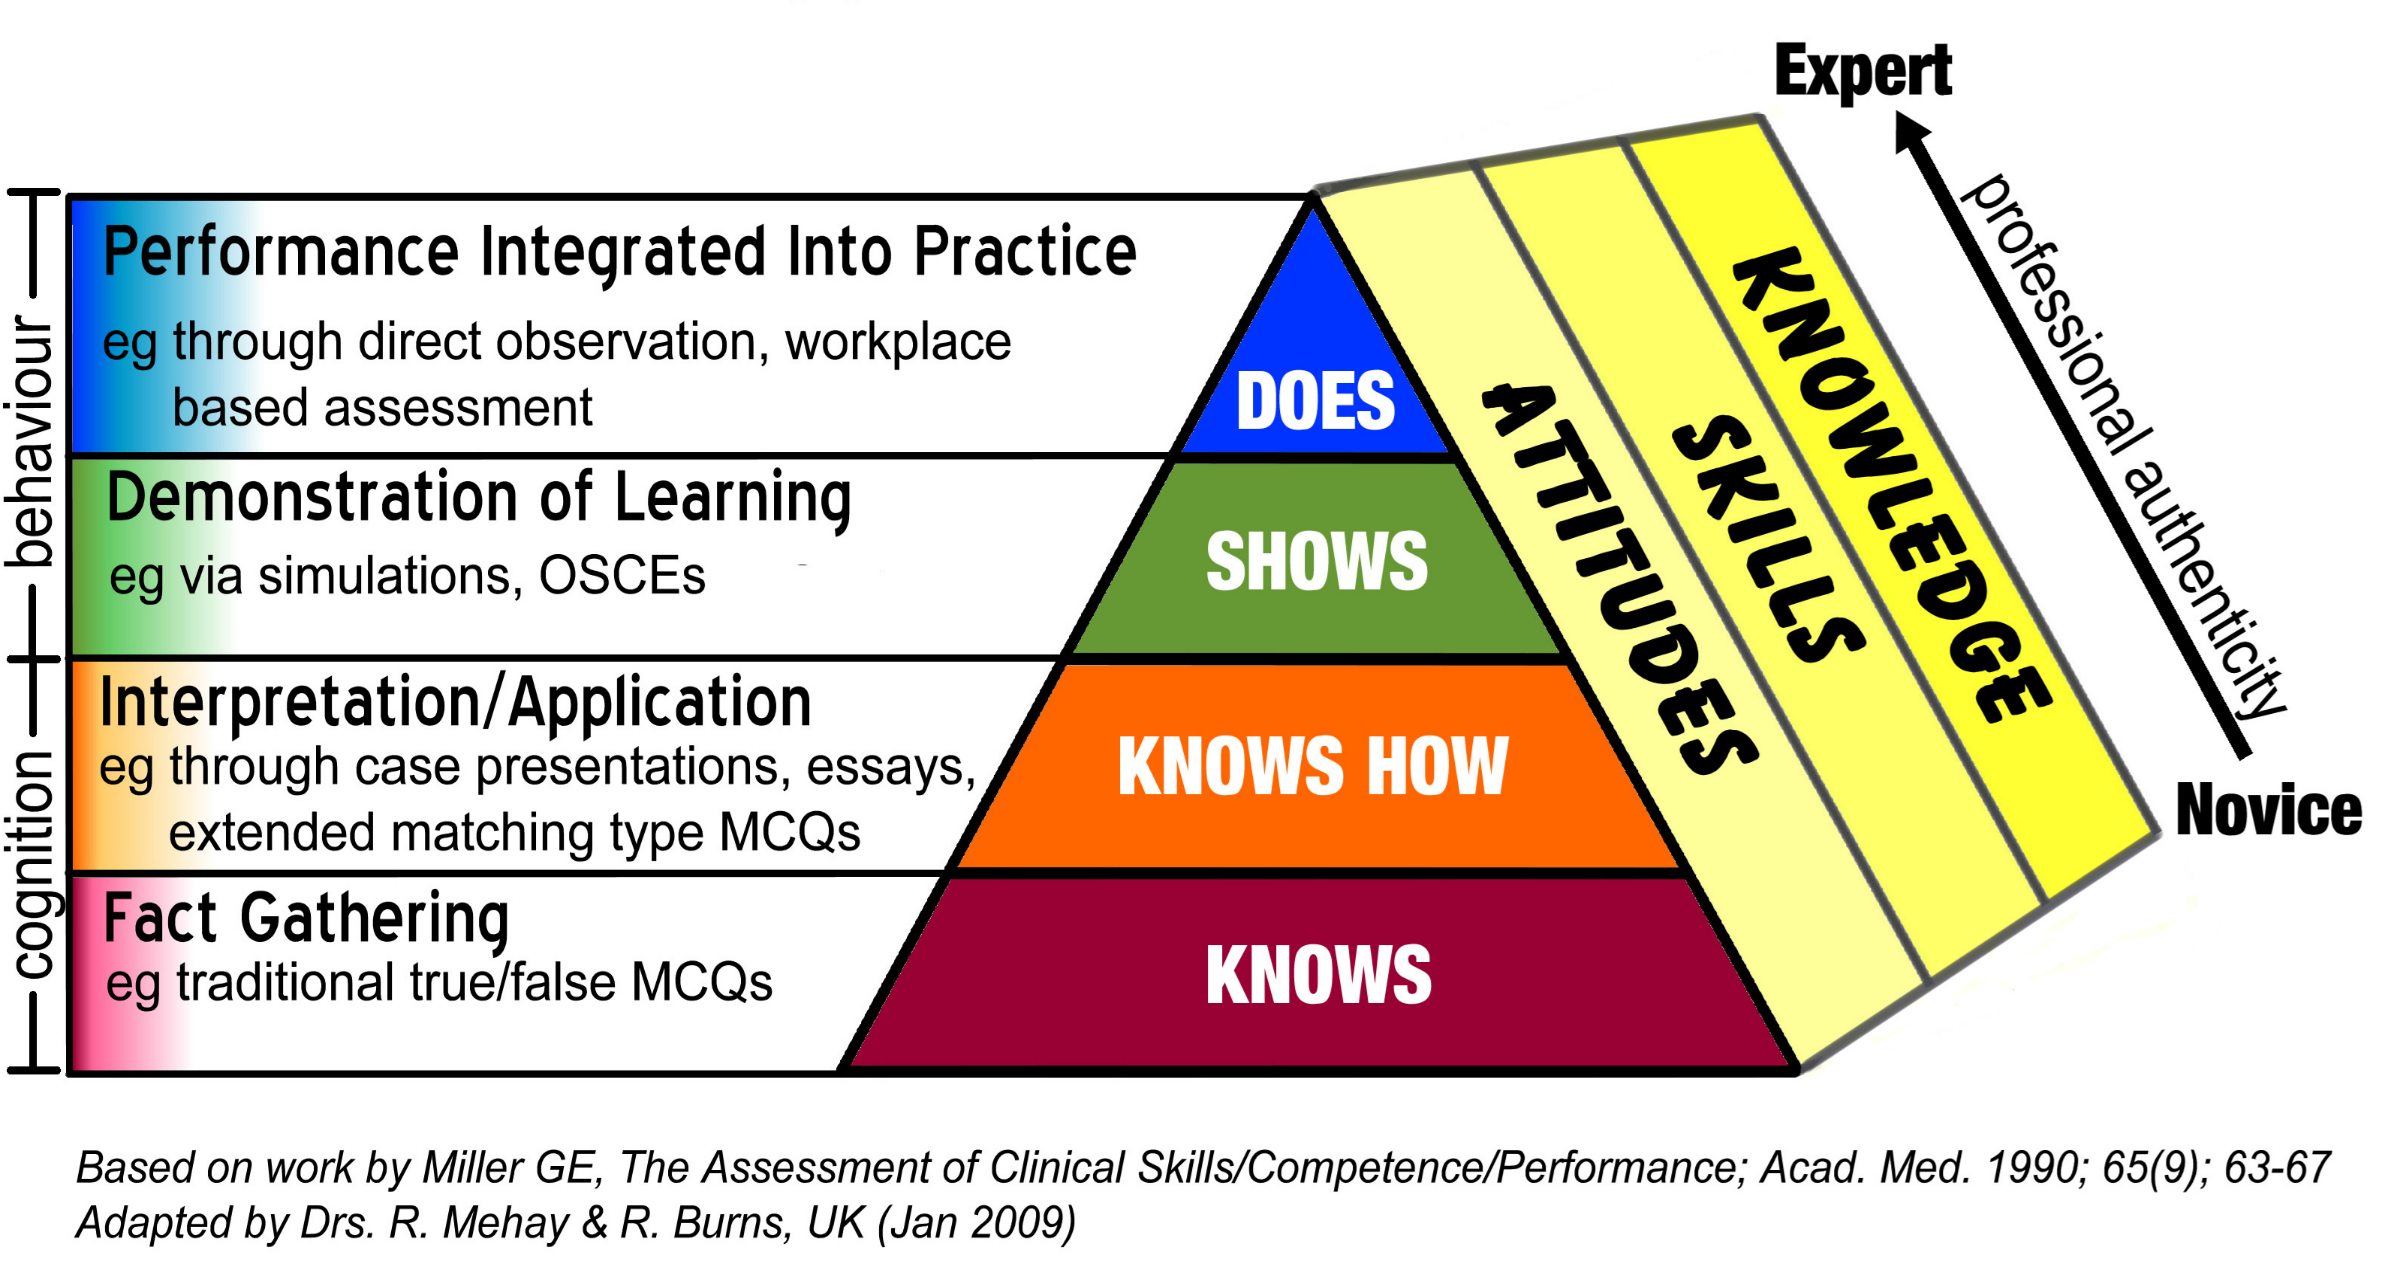 Expert
professional authenticity
Novice
behaviour
cognition
Performance Integrated Into Practice
eg through direct observation, workplace
based assessment
DOES
Demonstration of Learning
eg via simulations, OSCEs
SHOWS
Interpretation/Application
eg through case presentations, essays,
extended matching type MCQs
KNOWS HOW
Fact Gathering
eg traditional true/false MCQs
KNOWS
ATTITUDES
SKILLS
KNOWLEDGE
Based on work by Miller GE, The Assessment of Clinical Skills/Competence/Performance; Acad. Med. 1990; 65(9); 63-67
Adapted by Drs. R. Mehay & R. Burns, UK (Jan 2009)